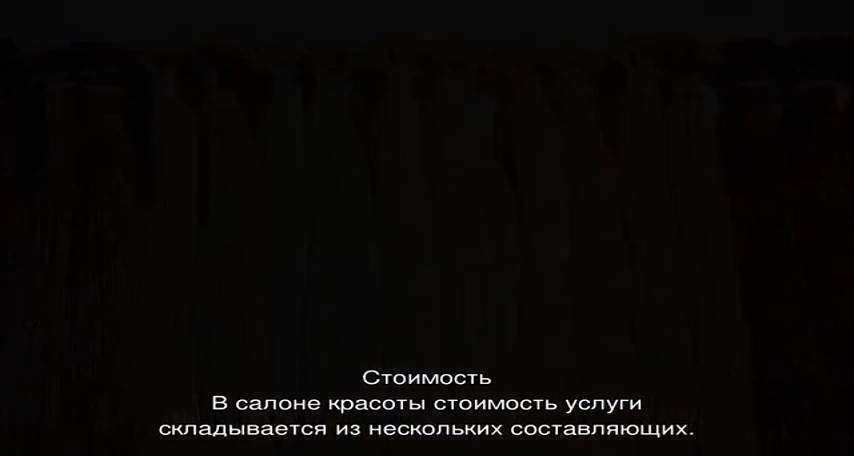 Стоимость
В салоне красоты стоимость услуги
складывается из нескольких составляющих.